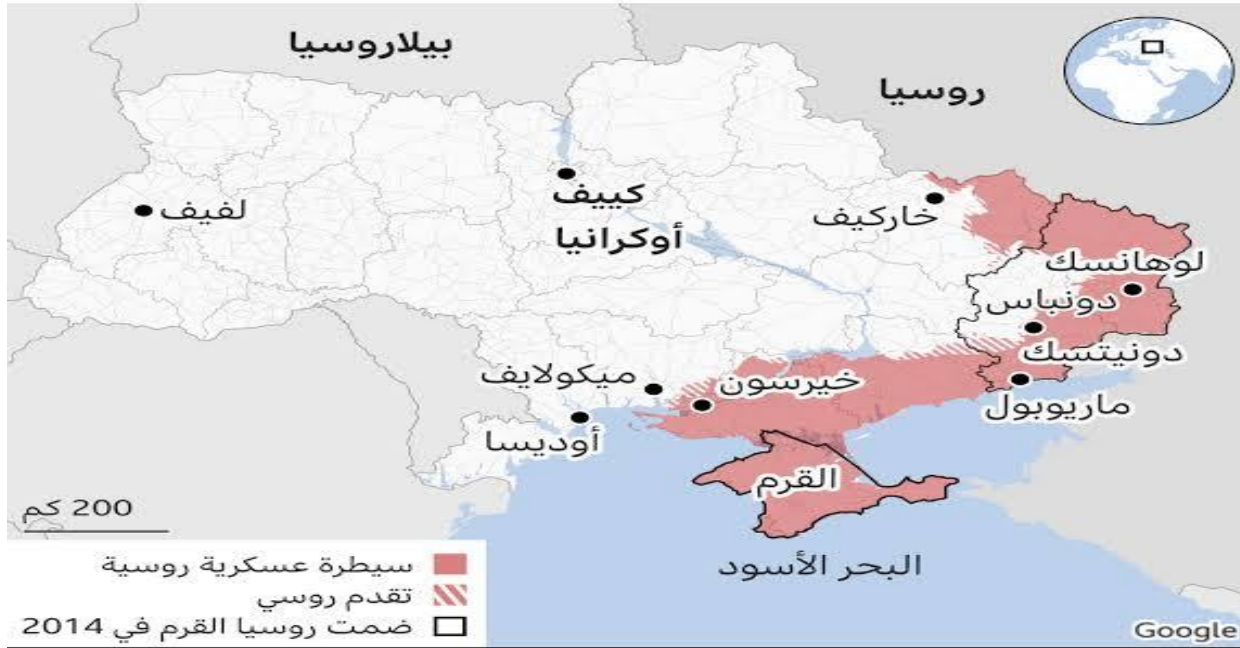 بيلاروسيا
روسيا
كييف
لفيف
خاركيف
أوكرانيا
لوهانسك
دونباس
دونيتسك
ميكولايف
خيرسون
ماريوبول
أوديسا
القرم
200 كم
البحر الأسود
سيطرة عسكرية روسية
تقدم روسي
ضمت روسيا القرم في 2014
Google